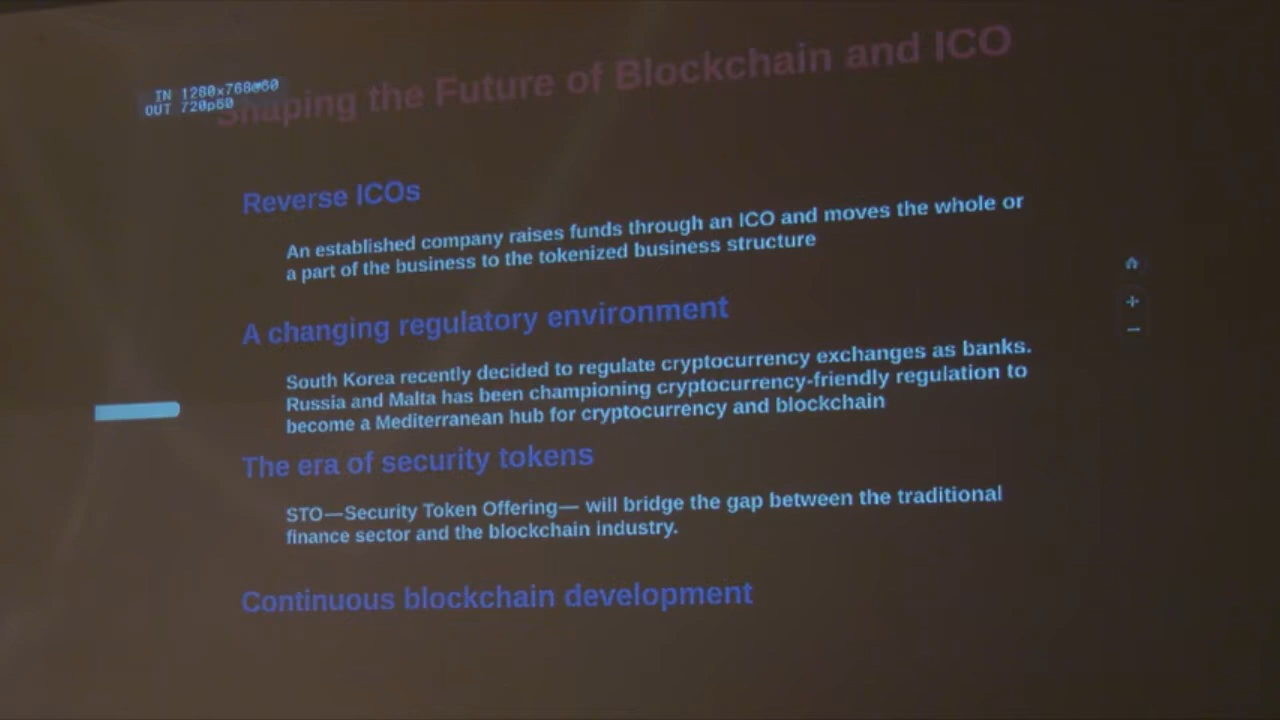 IN 1280x768@60
OUT 720p60
Shaping the Future of Blockchain and ICO
Reverse ICOs
An established company raises funds through an ICO and moves the whole or
a part of the business to the tokenized business structure
A changing regulatory environment
South Korea recently decided to regulate cryptocurrency exchanges as banks.
Russia and Malta has been championing cryptocurrency-friendly regulation to
become a Mediterranean hub for cryptocurrency and blockchain
The era of security tokens
STO—Security Token Offering— will bridge the gap between the traditional
finance sector and the blockchain industry.
Continuous blockchain development